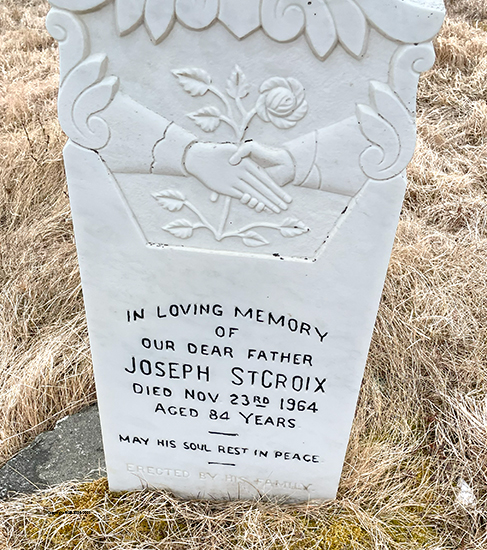 IN LOVING MEMORY
OF
OUR DEAR FATHER
JOSEPH STCROIX
DIED NOV 23RD 1964
AGED 84 YEARS
MAY HIS SOUL REST IN PEACE
ERECTED BY HIS FAMILY